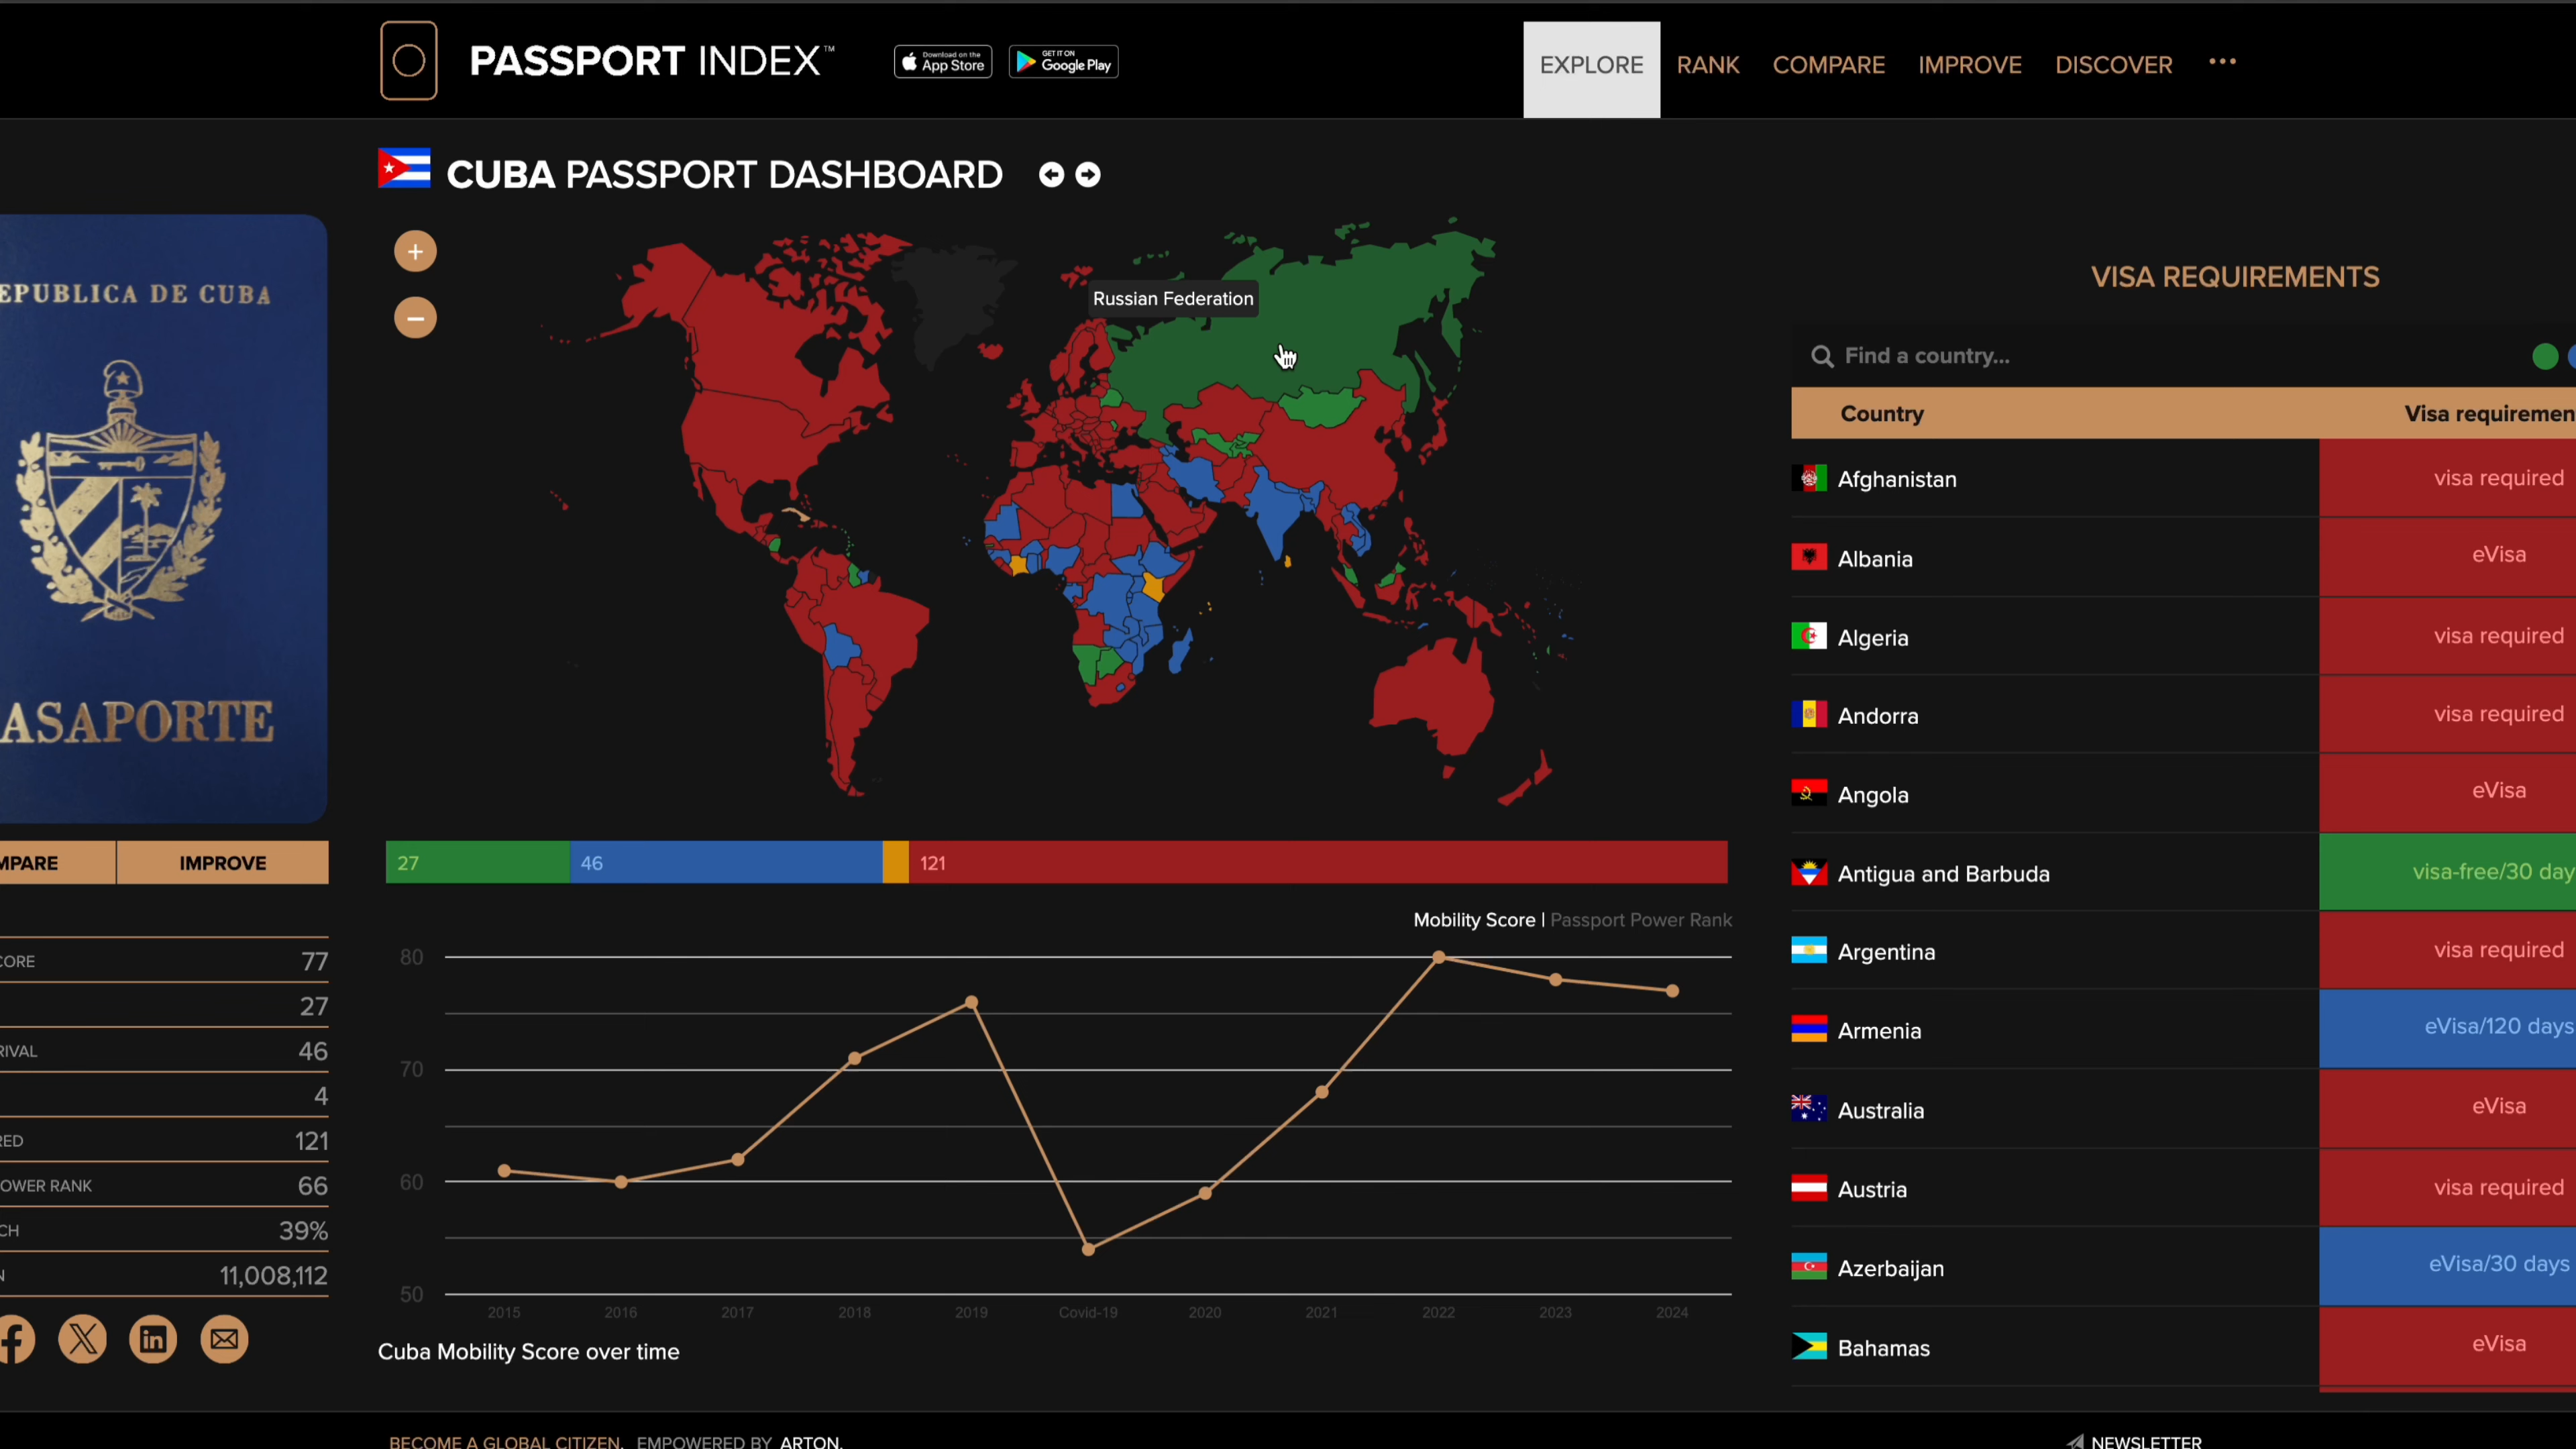 PASSPORT INDEX™
Download on the
App Store
GET IT ON
Google Play
EXPLORE
RANK
COMPARE
IMPROVE
DISCOVER
CUBA PASSPORT DASHBOARD
EPUBLICA DE CUBA
ASAPORTE
MPARE
IMPROVE
CORE 77
27
RIVAL 46
4
RED 121
OWER RANK 66
CH 39%
N 11,008,112
in
Russian Federation
27
46
121
Mobility Score | Passport Power Rank
80
70
60
50
2015
2016
2017
2018
2019
Covid-19
2020
2021
2022
2023
2024
Cuba Mobility Score over time
VISA REQUIREMENTS
Find a country...
Country Visa requiremen
Afghanistan visa required
Albania eVisa
Algeria visa required
Andorra visa required
Angola eVisa
Antigua and Barbuda visa-free/30 day
Argentina visa required
Armenia eVisa/120 days
Australia eVisa
Austria visa required
Azerbaijan eVisa/30 days
Bahamas eVisa
BECOME A GLOBAL CITIZEN. EMPOWERED BY ARTON.
NEWSLETTER